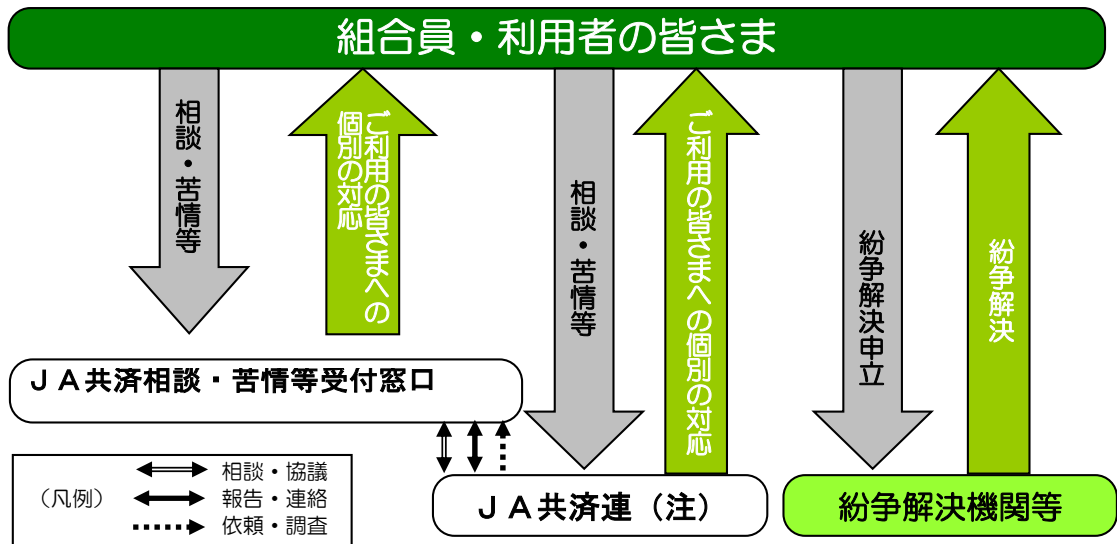 組合員・利用者の皆さま
相談・苦情等
ご利用の皆さまへの
個別の対応
相談・苦情等
ご利用の皆さまへの個別の対応
紛争解決申立
紛争解決
ＪＡ共済相談・苦情等受付窓口
（凡例）
相談・協議
報告・連絡
依頼・調査
ＪＡ共済連（注）
紛争解決機関等